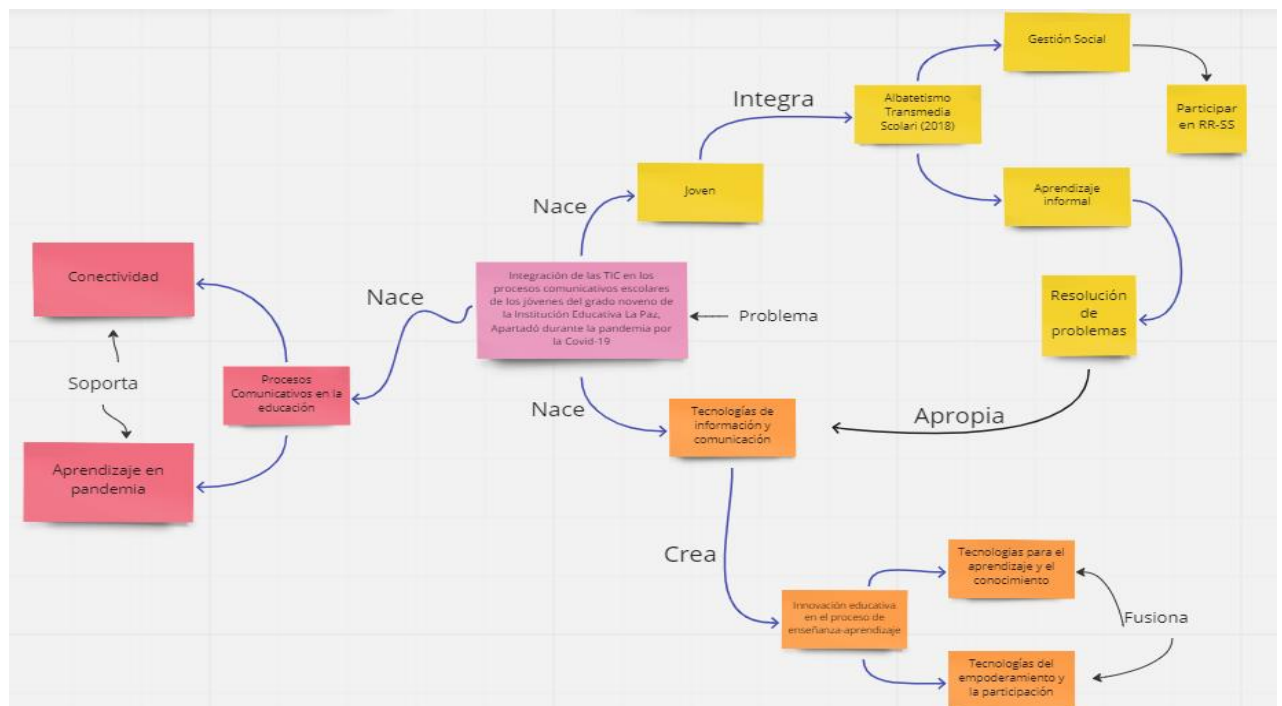 Gestión Social
Integra
Albatetismo
Transmedia
Scolari (2018)
Participar
en RR-SS
Joven
Aprendizaje
informal
Nace
Conectividad
Nace
Integración de las TIC en los
procesos comunicativos escolares
de los jóvenes del grado noveno de
la Institución Educativa La Paz,
Apartadó durante la pandemia por
la Covid-19
Problema
Resolución
de
problemas
Soporta
Procesos
Comunicativos en la
educación
Nace
Tecnologías de
información y
comunicación
Apropia
Aprendizaje en
pandemia
Crea
Tecnologías para el
aprendizaje y el
conocimiento
Innovación educativa
en el proceso de
enseñanza-aprendizaje
Fusiona
Tecnologías del
empoderamiento y
la participación